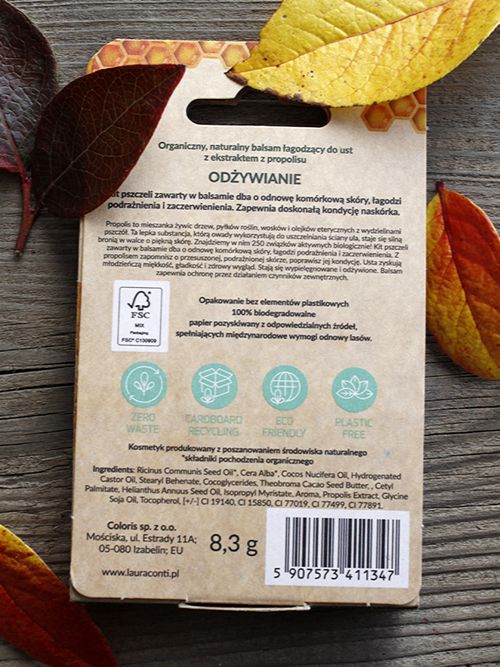 Organiczny, naturalny balsam łagodzący do ust
z ekstraktem z propolisu
ODŻYWIANIE
Kit pszczeli zawarty w balsamie dba o odnowę komórkową skóry, łagodzi
podrażnienia i zaczerwienienia. Zapewnia doskonałą kondycję naskórka.
Propolis to mieszanka żywic drzew, pyłków roślin, wosków i olejków eterycznych z wydzielinami
pszczół. Ta lepka substancja, którą owady wykorzystują do uszczelniania ściany ula, staje się silną
bronią w walce o piękną skórę. Znajdziemy w nim 250 związków aktywnych biologicznie! Kit pszczeli
zawarty w balsamie dba o odnowę komórkową skóry, łagodzi podrażnienia i zaczerwienienia. Z
propolisem zapomnisz o przesuszonej, podrażnionej skórze, poprawisz jej kondycję. Usta zyskują
młodzieńczą miękkość, gładkość i zdrowy wygląd. Stają się wypielęgnowane i odżywione. Balsam
zapewnia ochronę przez działaniem czynników zewnętrznych.
FSC
MIX
Packaging
FSC® C130909
Opakowanie bez elementów plastikowych
100% biodegradowalne
papier pozyskiwany z odpowiedzialnych źródeł,
spełniających międzynarodowe wymogi odnowy lasów.
ZERO
WASTE
CARDBOARD
RECYCLING
ECO
FRIENDLY
PLASTIC
FREE
Kosmetyk produkowany z poszanowaniem środowiska naturalnego
*składniki pochodzenia organicznego
Ingredients: Ricinus Communis Seed Oil*, Cera Alba*, Cocos Nucifera Oil, Hydrogenated
Castor Oil, Stearyl Behenate, Cocoglycerides, Theobroma Cacao Seed Butter, , Cetyl
Palmitate, Helianthus Annuus Seed Oil, Isopropyl Myristate, Aroma, Propolis Extract, Glycine
Soja Oil, Tocopherol, [+/-] CI 19140, CI 15850, CI 77019, CI 77499, CI 77891.
Coloris sp. z o.o.
Mościska, ul. Estrady 11A;
05-080 Izabelin; EU
8,3 g
www.lauraconti.pl
5 907573 411347